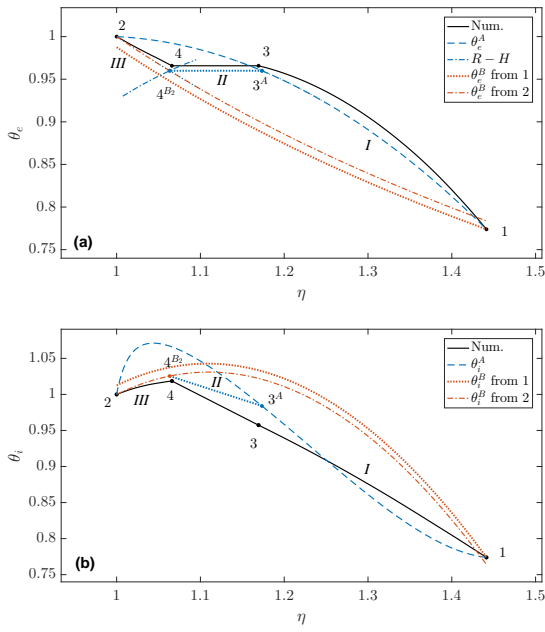 2
4
3
III
4^{B_2}
II
3^A
I
1
Num.
θ_e^A
R − H
θ_e^B from 1
θ_e^B from 2
1
0.95
0.9
0.85
0.8
0.75
θ_e
(a)
1
1.1
1.2
1.3
1.4
1.5
η
Num.
θ_i^A
θ_i^B from 1
θ_i^B from 2
4^{B_2}
II
2
III
4
3^A
3
I
1
1.05
1
0.95
0.9
0.85
0.8
0.75
θ_i
(b)
1
1.1
1.2
1.3
1.4
1.5
η